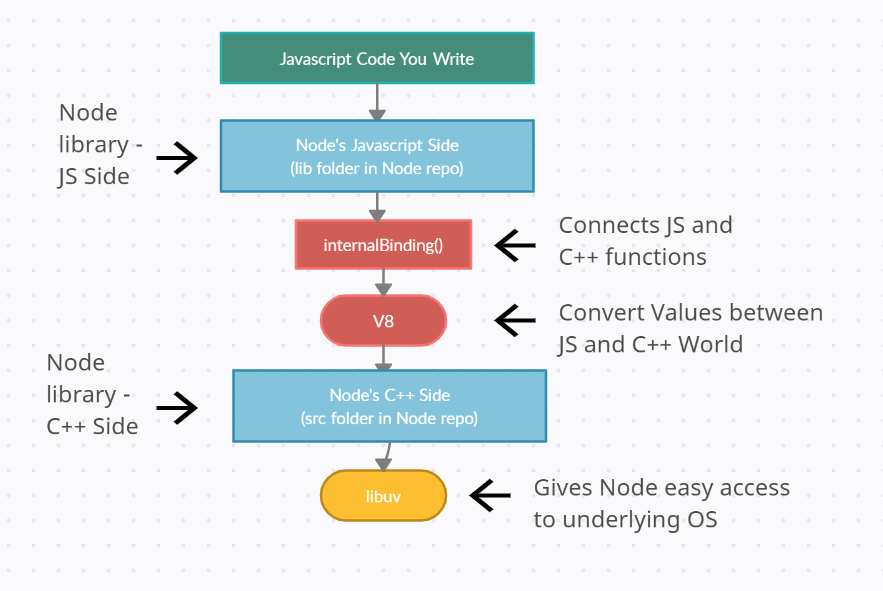 Javascript Code You Write
Node
library -
JS Side
Node's Javascript Side
(lib folder in Node repo)
internalBinding()
Connects JS and
C++ functions
V8
Convert Values between
JS and C++ World
Node
library -
C++ Side
Node's C++ Side
(src folder in Node repo)
libuv
Gives Node easy access
to underlying OS